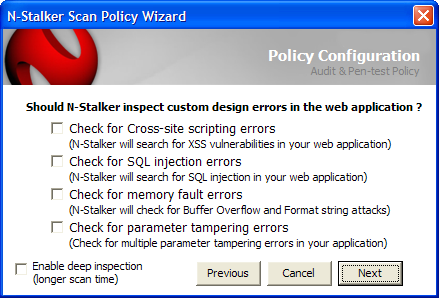 N-Stalker Scan Policy Wizard
Policy Configuration
Audit & Pen-test Policy
Should N-Stalker inspect custom design errors in the web application ?
Check for Cross-site scripting errors
(N-Stalker will search for XSS vulnerabilities in your web application)
Check for SQL injection errors
(N-Stalker will search for SQL injection in your web application)
Check for memory fault errors
(N-Stalker will check for Buffer Overflow and Format string attacks)
Check for parameter tampering errors
(Check for multiple parameter tampering errors in your application)
Enable deep inspection
(longer scan time)
Previous
Cancel
Next